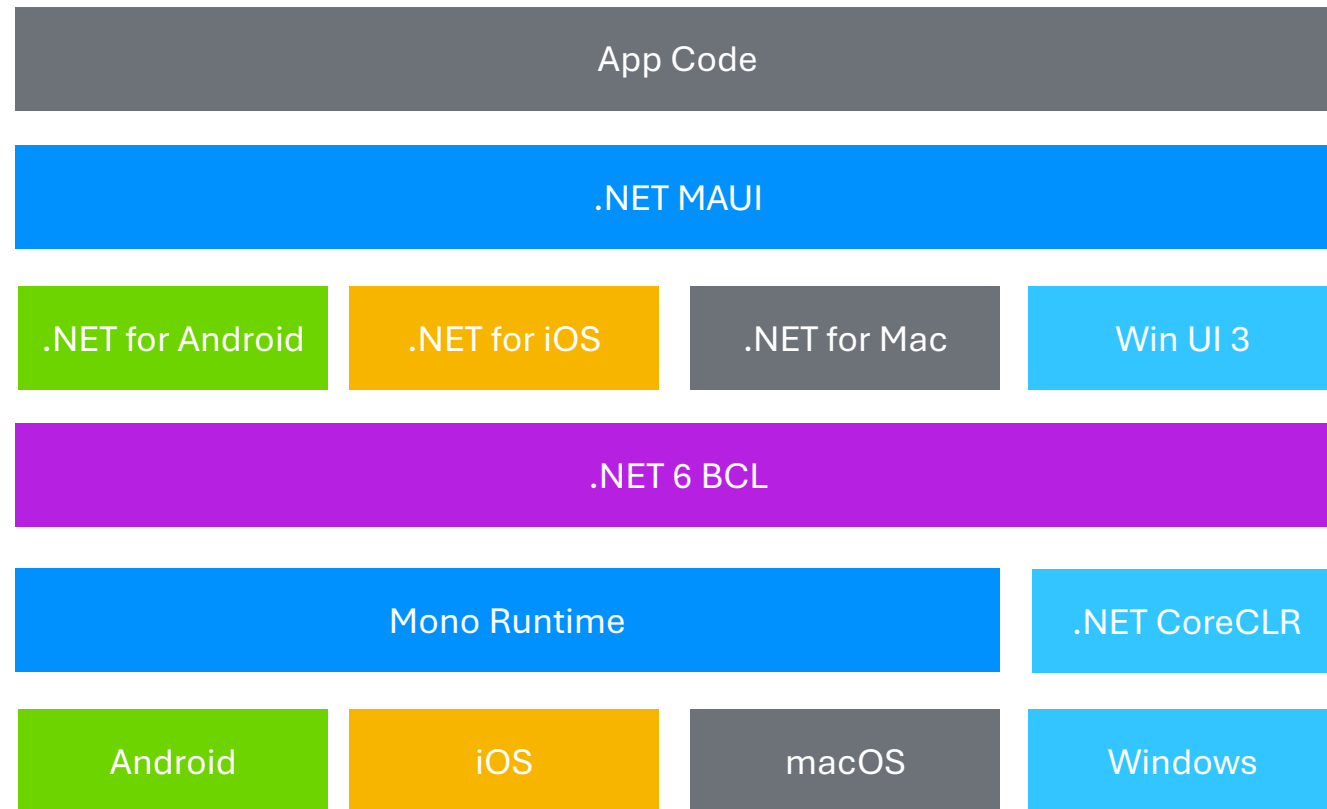 App Code
.NET MAUI
.NET for Android
.NET for iOS
.NET for Mac
Win UI 3
.NET 6 BCL
Mono Runtime
.NET CoreCLR
Android
iOS
macOS
Windows